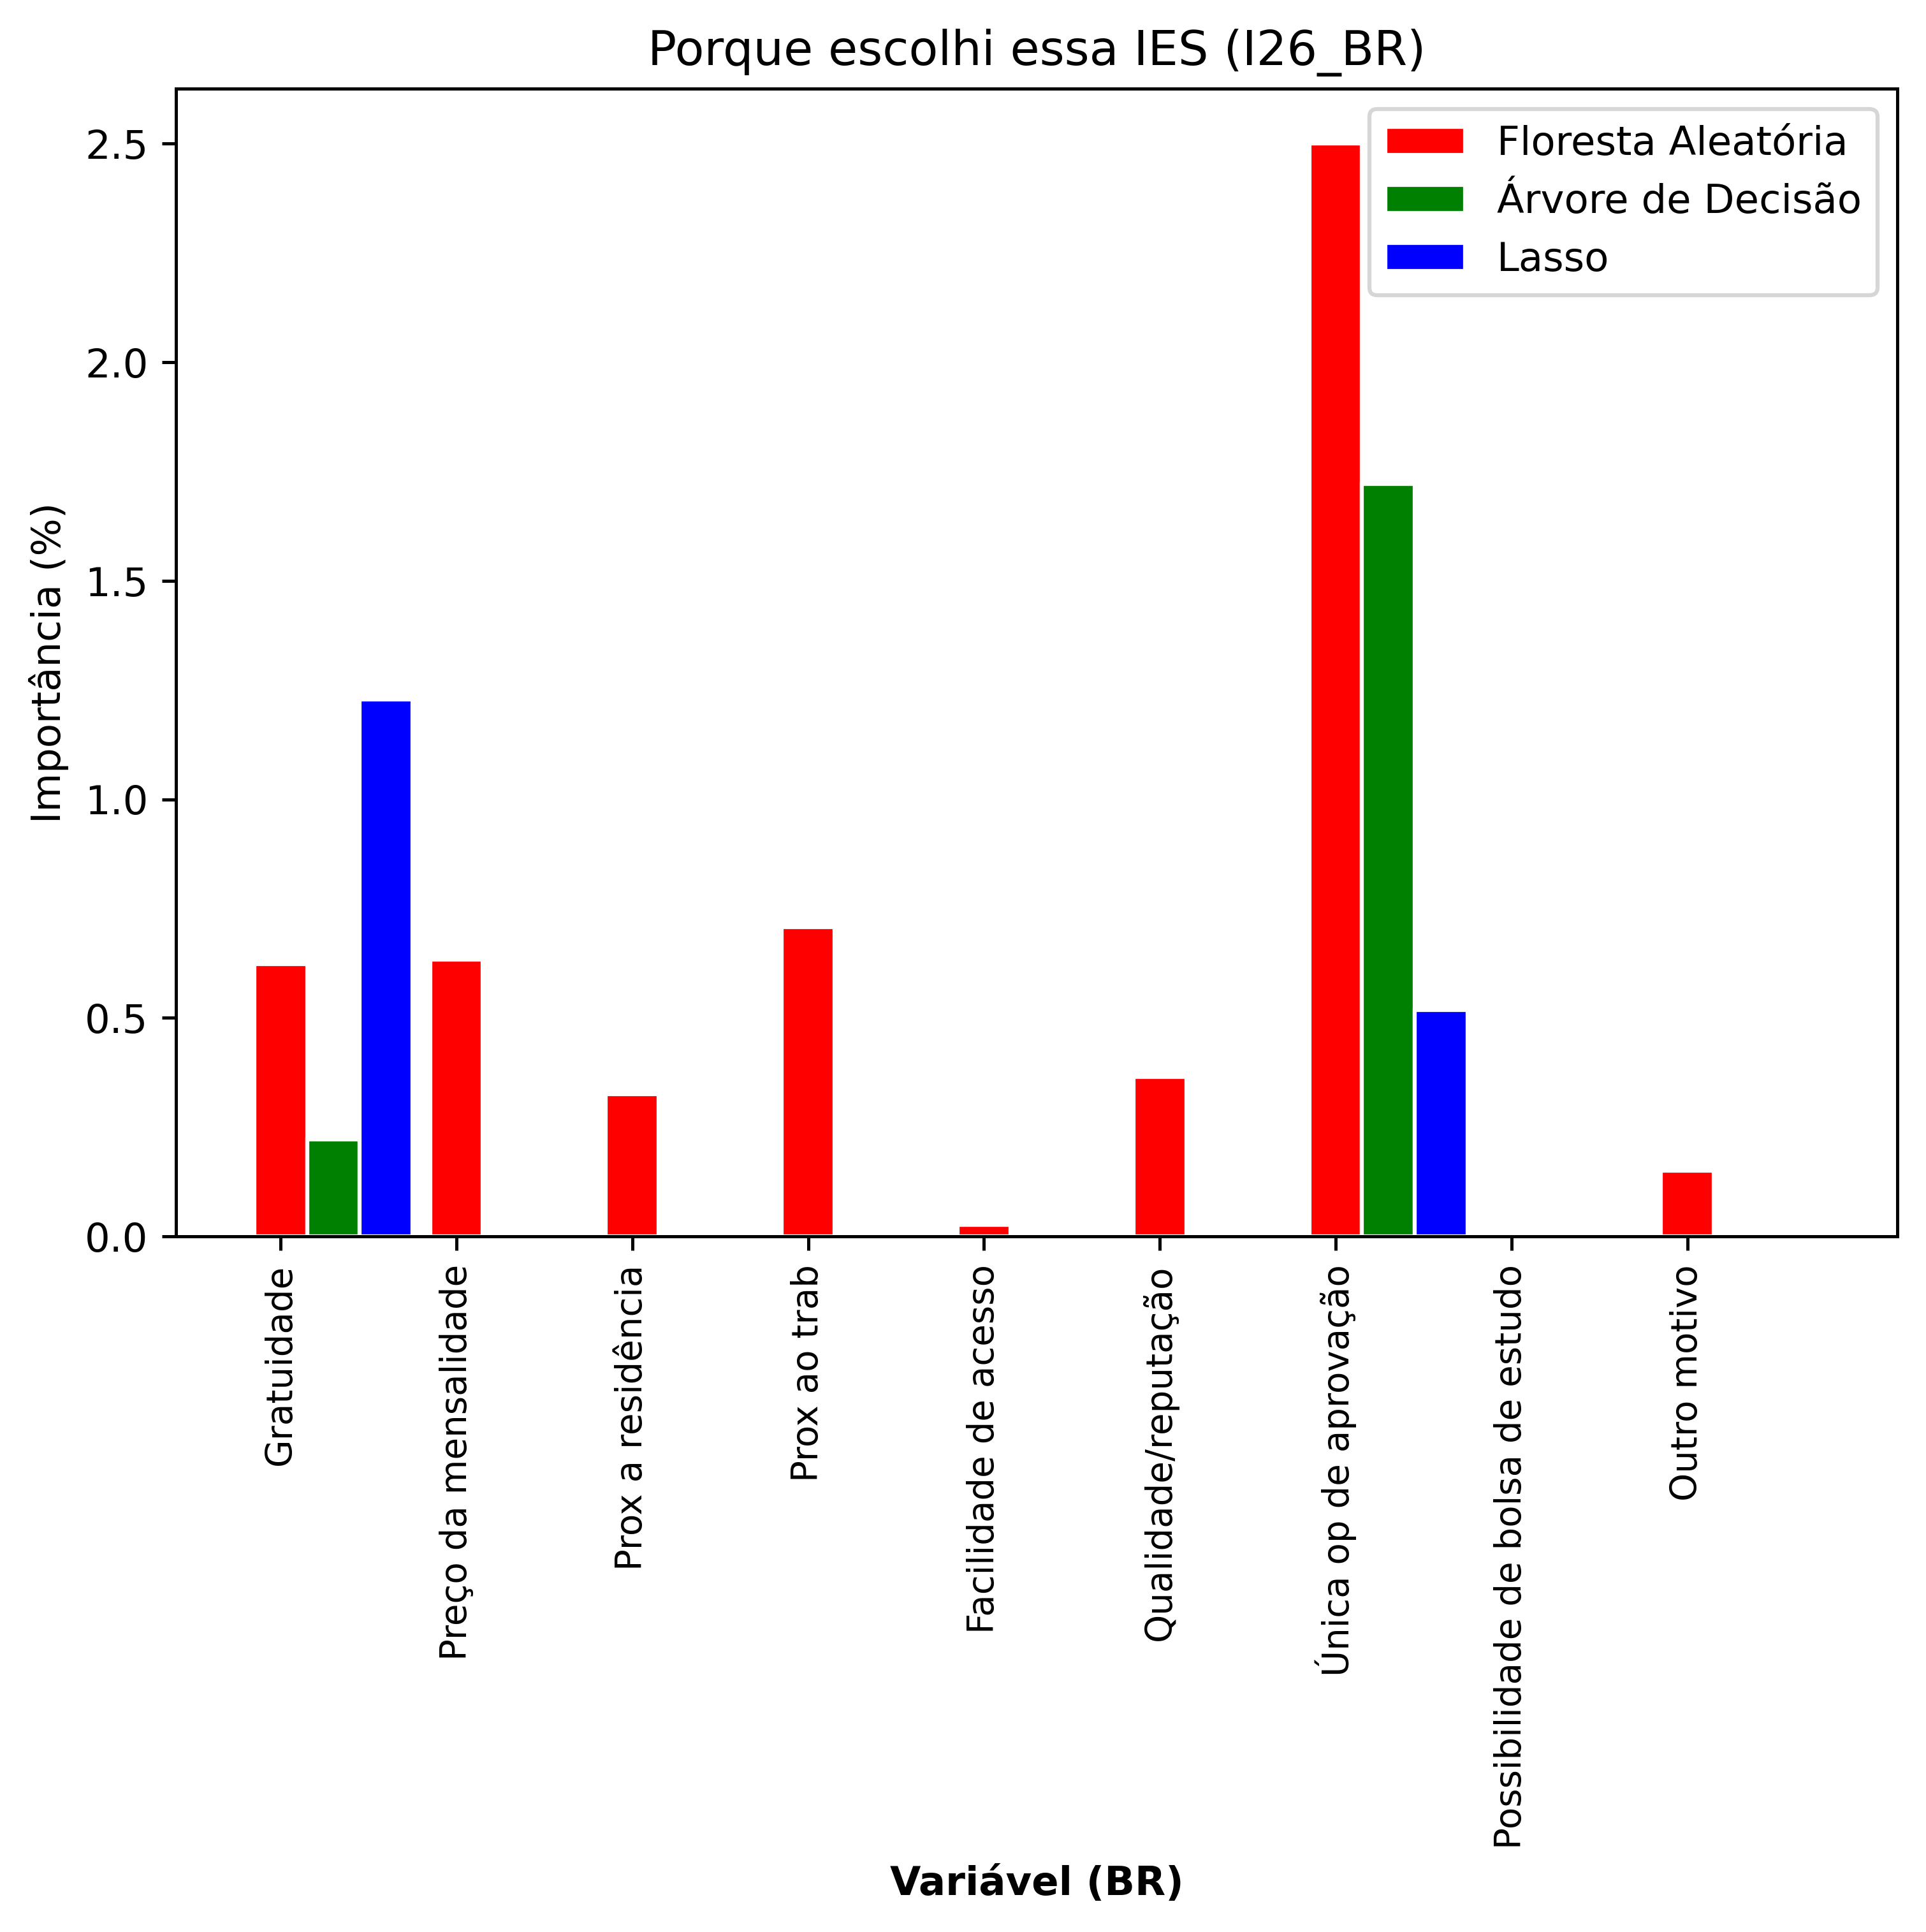 Porque escolhi essa IES (I26_BR)
Floresta Aleatória
Árvore de Decisão
Lasso
Importância (%)
2.5
2.0
1.5
1.0
0.5
0.0
Gratuidade
Preço da mensalidade
Prox a residência
Prox ao trab
Facilidade de acesso
Qualidade/reputação
Única op de aprovação
Possibilidade de bolsa de estudo
Outro motivo
Variável (BR)